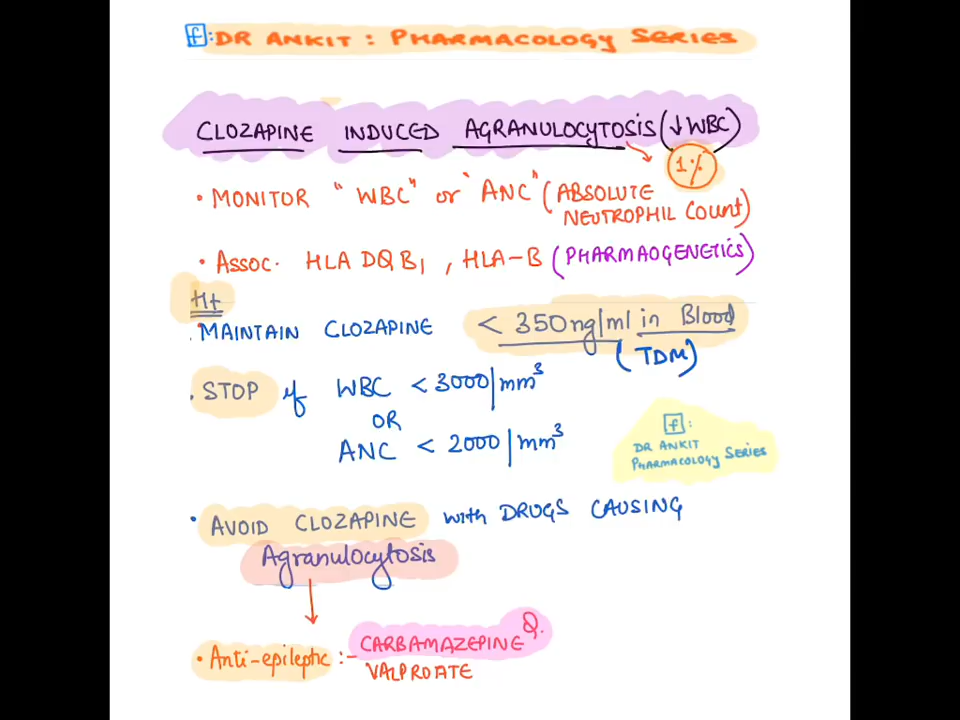 f: DR ANKIT: PHARMACOLOGY SERIES
CLOZAPINE INDUCED AGRANULOCYTOSIS (↓ WBC)
1%
• MONITOR "WBC" or "ANC" (ABSOLUTE
NEUTROPHIL Count)
• Assoc. HLA DQB1, HLA-B (PHARMAOGENETICS)
Ht
. MAINTAIN CLOZAPINE < 350ng/ml in Blood
(TDM)
. STOP if WBC < 3000/mm³
OR
ANC < 2000/mm³
f:
DR ANKIT
PHARMACOLOGY SERIES
• AVOID CLOZAPINE with DRUGS CAUSING
Agranulocytosis
• Anti-epileptic :- CARBAMAZEPINE Q.
VALPROATE